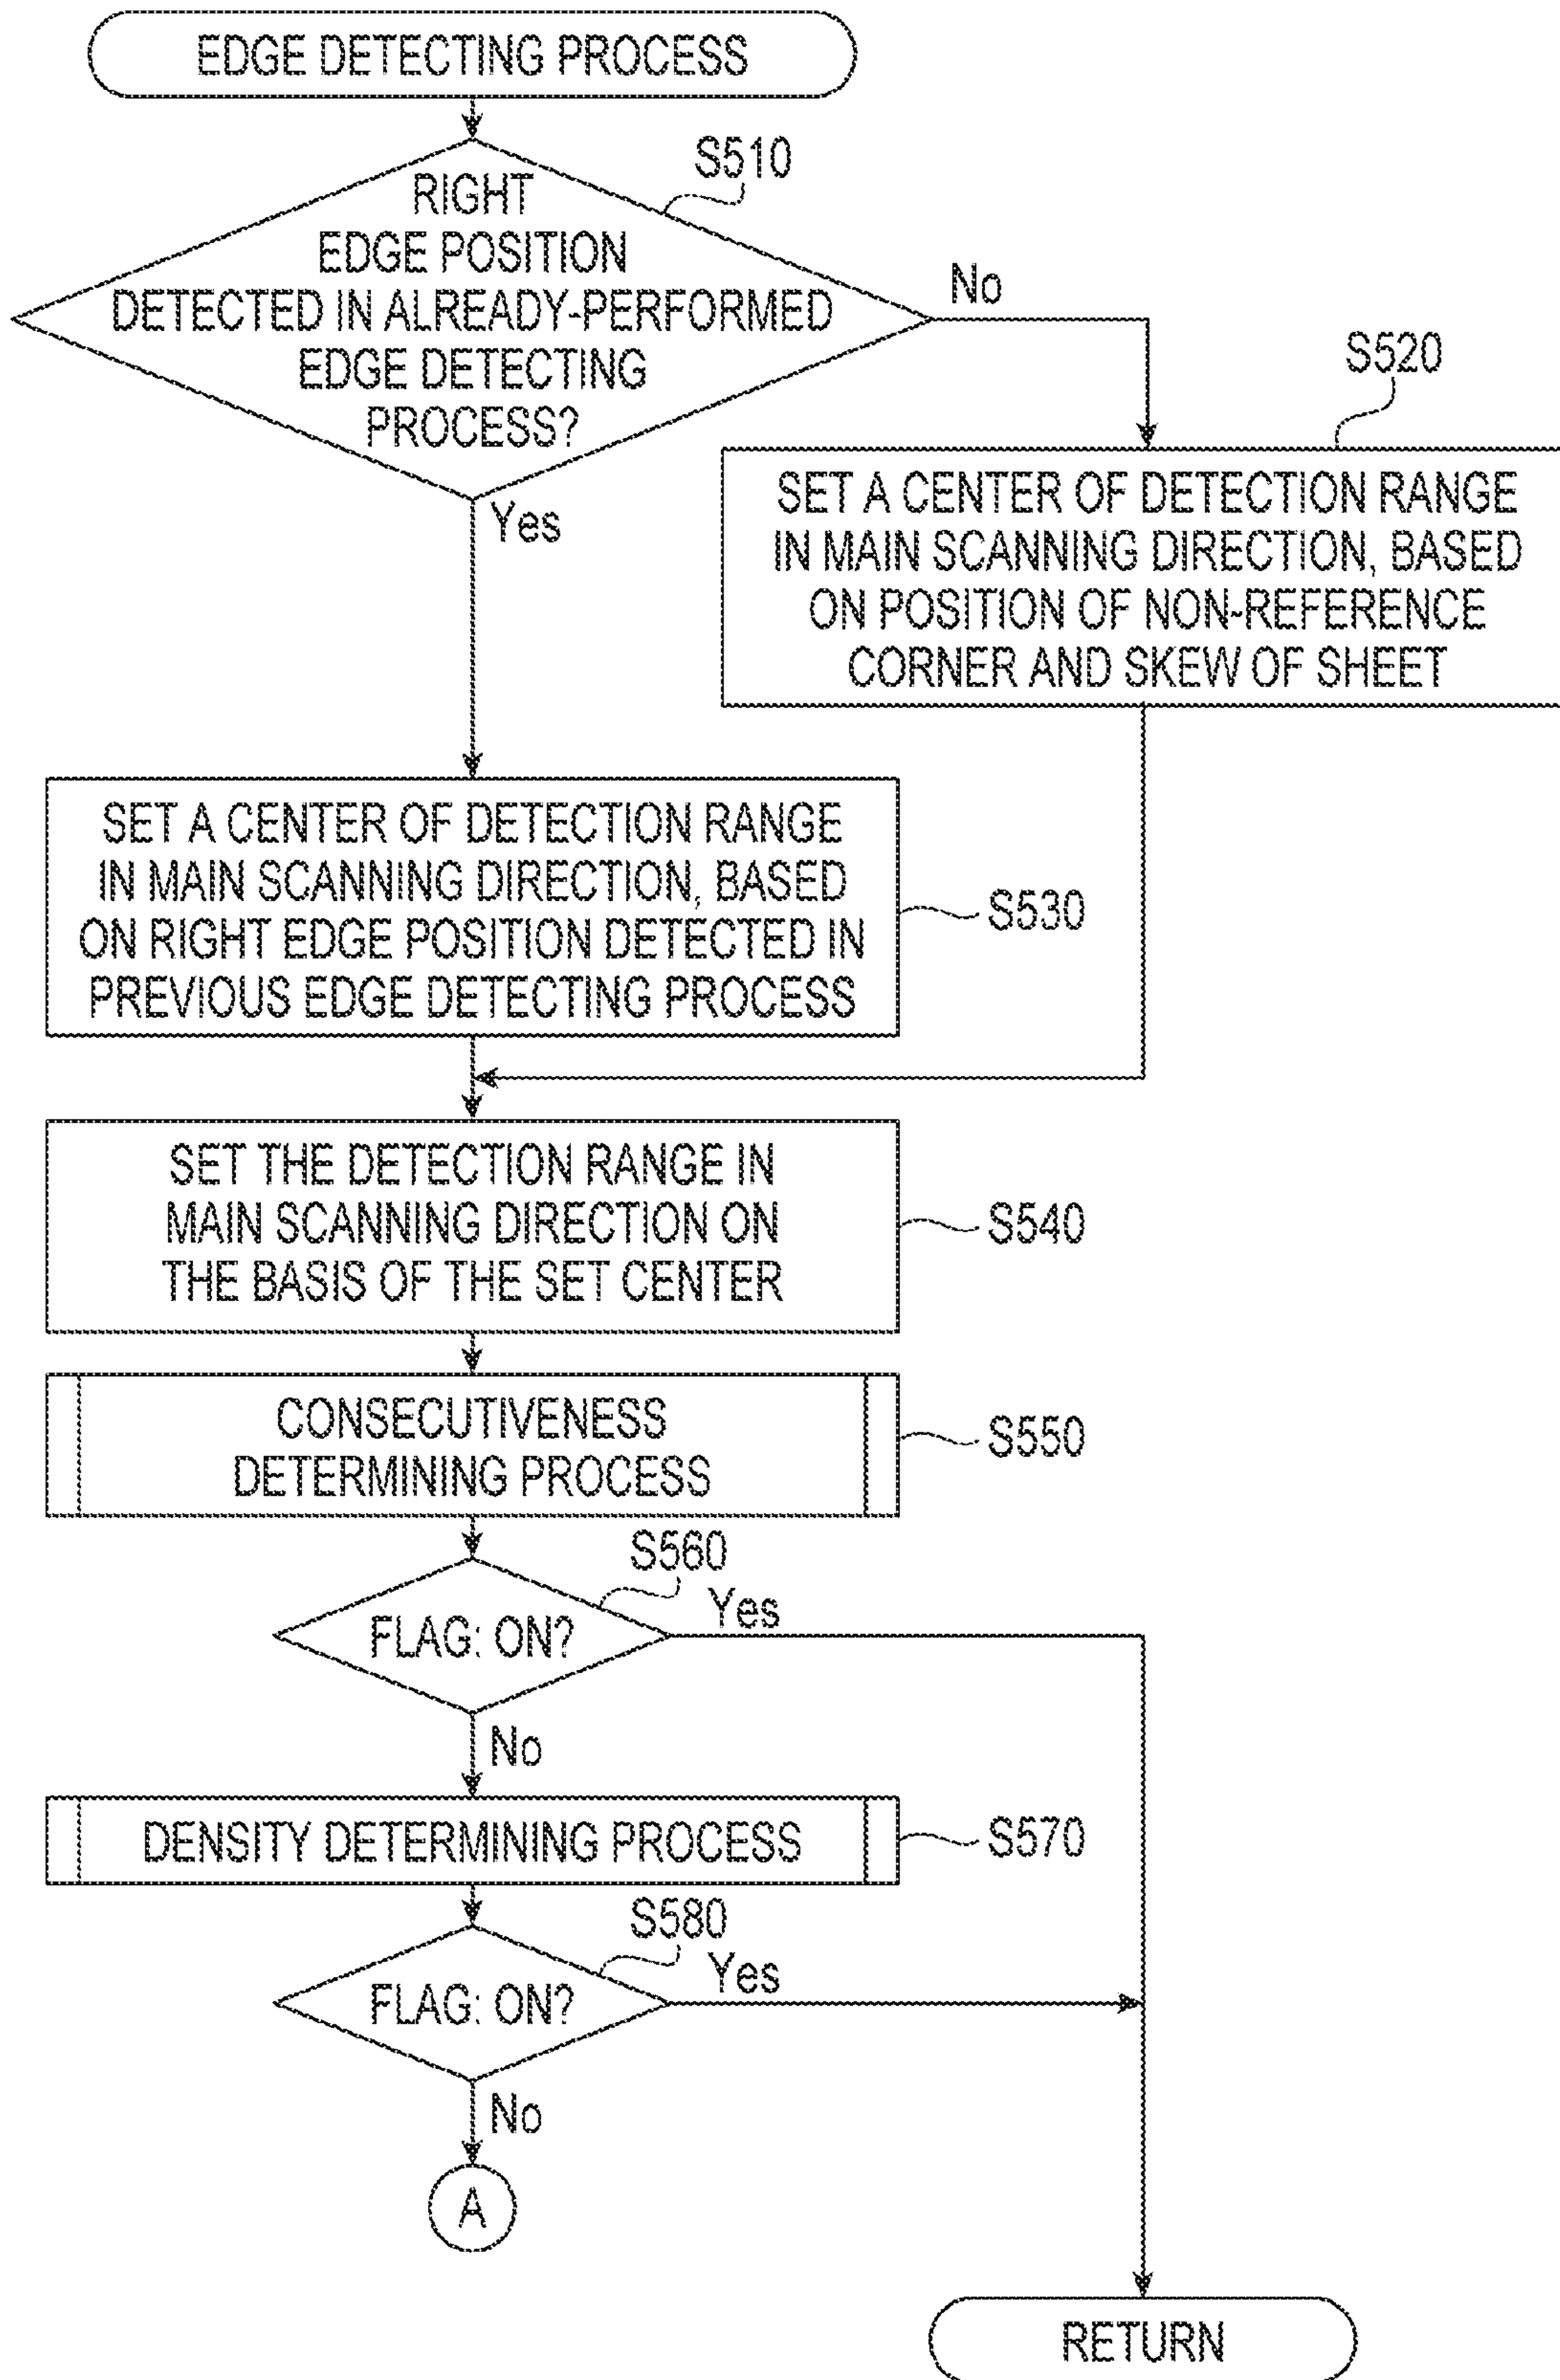 EDGE DETECTING PROCESS
S510
RIGHT
EDGE POSITION
DETECTED IN ALREADY-PERFORMED
EDGE DETECTING
PROCESS?
No
Yes
S520
SET A CENTER OF DETECTION RANGE
IN MAIN SCANNING DIRECTION, BASED
ON POSITION OF NON-REFERENCE
CORNER AND SKEW OF SHEET
SET A CENTER OF DETECTION RANGE
IN MAIN SCANNING DIRECTION, BASED
ON RIGHT EDGE POSITION DETECTED IN
PREVIOUS EDGE DETECTING PROCESS
S530
SET THE DETECTION RANGE IN
MAIN SCANNING DIRECTION ON
THE BASIS OF THE SET CENTER
S540
CONSECUTIVENESS
DETERMINING PROCESS
S550
S560
FLAG: ON?
Yes
No
DENSITY DETERMINING PROCESS
S570
S580
FLAG: ON?
Yes
No
A
RETURN